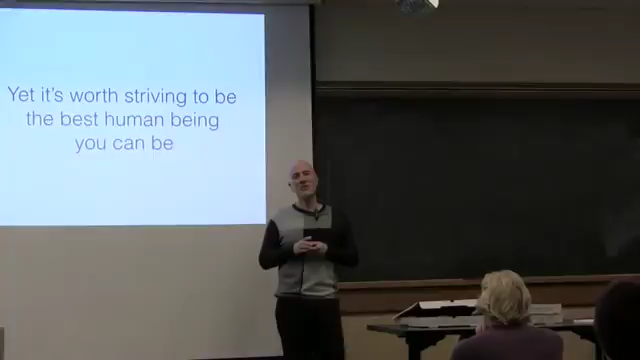 Yet it's worth striving to be
the best human being
you can be